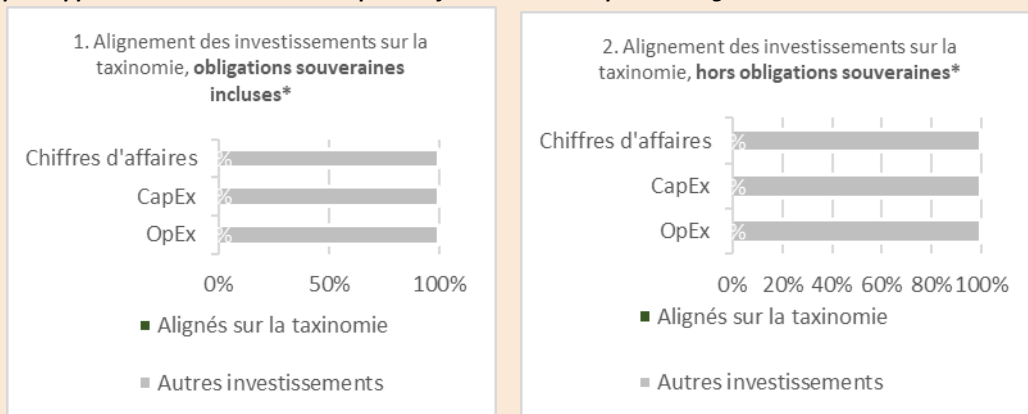 1. Alignement des investissements sur la
taxinomie, obligations souveraines
incluses*
Chiffres d'affaires
%
CapEx
%
OpEx
%
0% 50% 100%
Alignés sur la taxinomie
Autres investissements
2. Alignement des investissements sur la
taxinomie, hors obligations souveraines*
Chiffres d'affaires
%
CapEx
%
OpEx
%
0% 20% 40% 60% 80% 100%
Alignés sur la taxinomie
Autres investissements